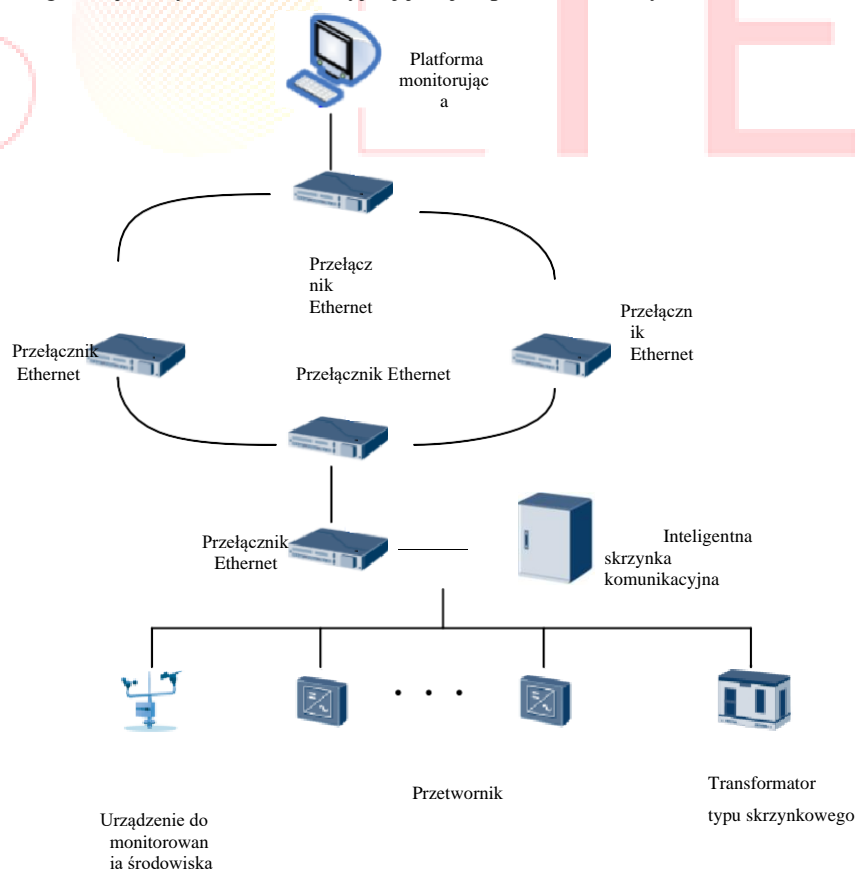 Platforma
monitorując
a
Przełącz
nik
Ethernet
Przełączn
ik
Ethernet
Przełącznik
Ethernet
Przełącznik Ethernet
Przełącznik
Ethernet
Inteligentna
skrzynka
komunikacyjna
Przetwornik
Transformator
typu skrzynkowego
Urządzenie do
monitorowan
ia środowiska